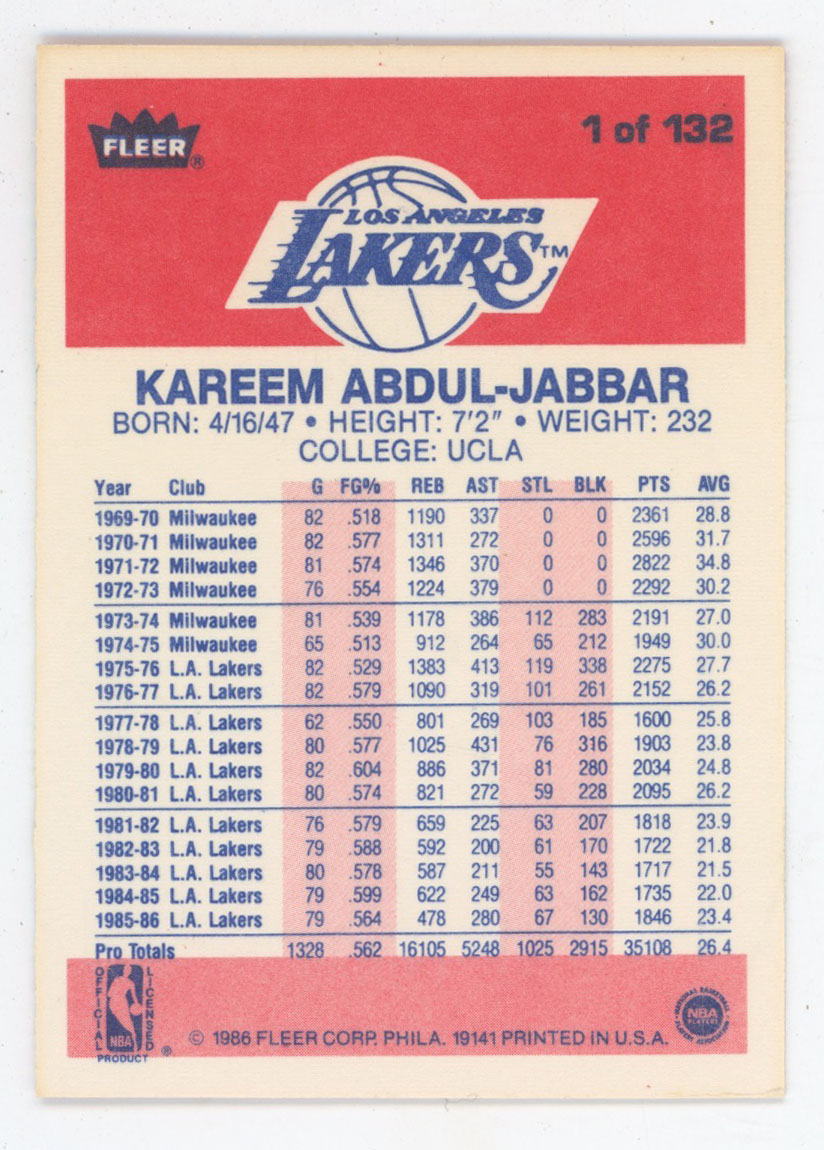 FLEER®
1 of 132
LOS ANGELES
LAKERS™
KAREEM ABDUL-JABBAR
BORN: 4/16/47 • HEIGHT: 7'2" • WEIGHT: 232
COLLEGE: UCLA
Year Club G FG% REB AST STL BLK PTS AVG
1969-70 Milwaukee 82 .518 1190 337 0 0 2361 28.8
1970-71 Milwaukee 82 .577 1311 272 0 0 2596 31.7
1971-72 Milwaukee 81 .574 1346 370 0 0 2822 34.8
1972-73 Milwaukee 76 .554 1224 379 0 0 2292 30.2
1973-74 Milwaukee 81 .539 1178 386 112 283 2191 27.0
1974-75 Milwaukee 65 .513 912 264 65 212 1949 30.0
1975-76 L.A. Lakers 82 .529 1383 413 119 338 2275 27.7
1976-77 L.A. Lakers 82 .579 1090 319 101 261 2152 26.2
1977-78 L.A. Lakers 62 .550 801 269 103 185 1600 25.8
1978-79 L.A. Lakers 80 .577 1025 431 76 316 1903 23.8
1979-80 L.A. Lakers 82 .604 886 371 81 280 2034 24.8
1980-81 L.A. Lakers 80 .574 821 272 59 228 2095 26.2
1981-82 L.A. Lakers 76 .579 659 225 63 207 1818 23.9
1982-83 L.A. Lakers 79 .588 592 200 61 170 1722 21.8
1983-84 L.A. Lakers 80 .578 587 211 55 143 1717 21.5
1984-85 L.A. Lakers 79 .599 622 249 63 162 1735 22.0
1985-86 L.A. Lakers 79 .564 478 280 67 130 1846 23.4
Pro Totals 1328 .562 16105 5248 1025 2915 35108 26.4
OFFICIAL
LICENSED
NBA
PRODUCT ®
© 1986 FLEER CORP. PHILA. 19141 PRINTED IN U.S.A.
NATIONAL BASKETBALL
NBA
PLAYERS
ASSOCIATION